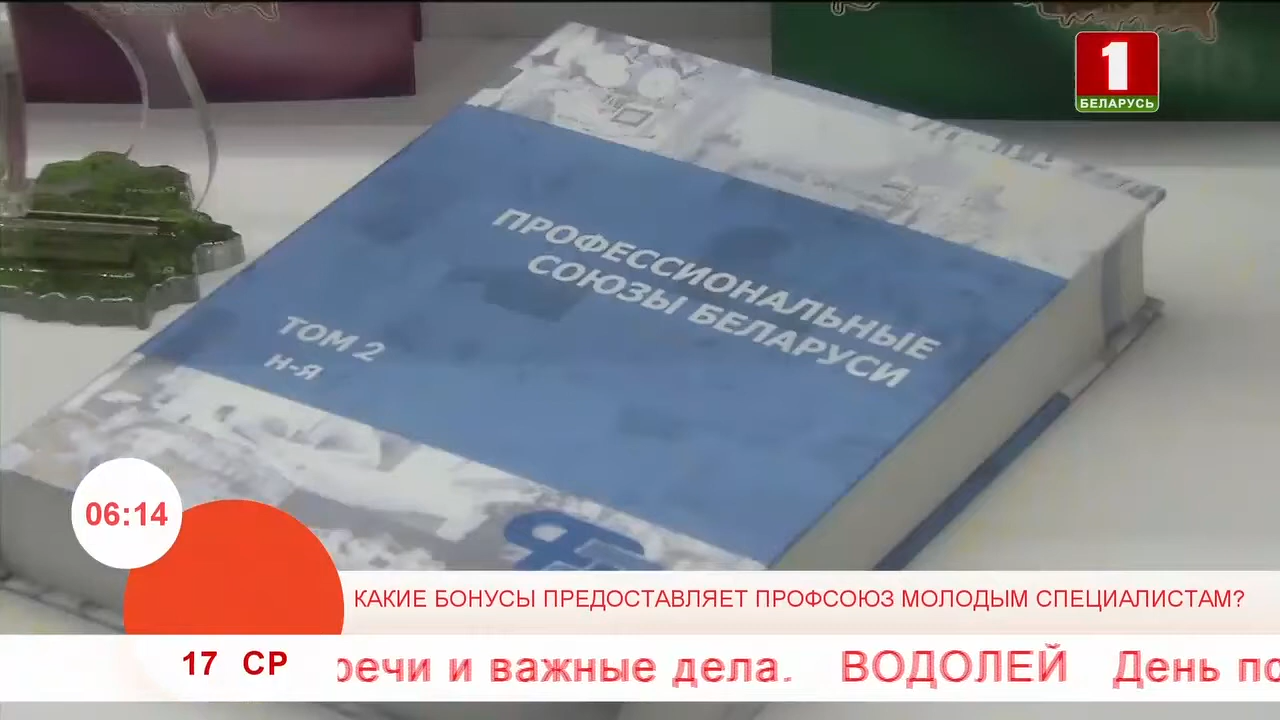 1
БЕЛАРУСЬ
ПРОФЕССИОНАЛЬНЫЕ
СОЮЗЫ БЕЛАРУСИ
ТОМ 2
Н-Я
06:14
КАКИЕ БОНУСЫ ПРЕДОСТАВЛЯЕТ ПРОФСОЮЗ МОЛОДЫМ СПЕЦИАЛИСТАМ?
17 СР речи и важные дела. ВОДОЛЕЙ День по